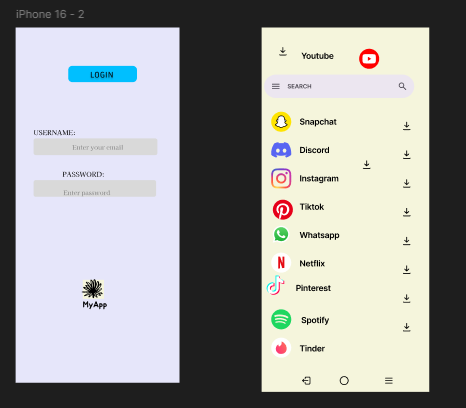 iPhone 16 - 2
LOGIN
USERNAME:
Enter your email
PASSWORD:
Enter password
MyApp
Youtube
SEARCH
Snapchat
Discord
Instagram
Tiktok
Whatsapp
N
Netflix
Pinterest
Spotify
Tinder